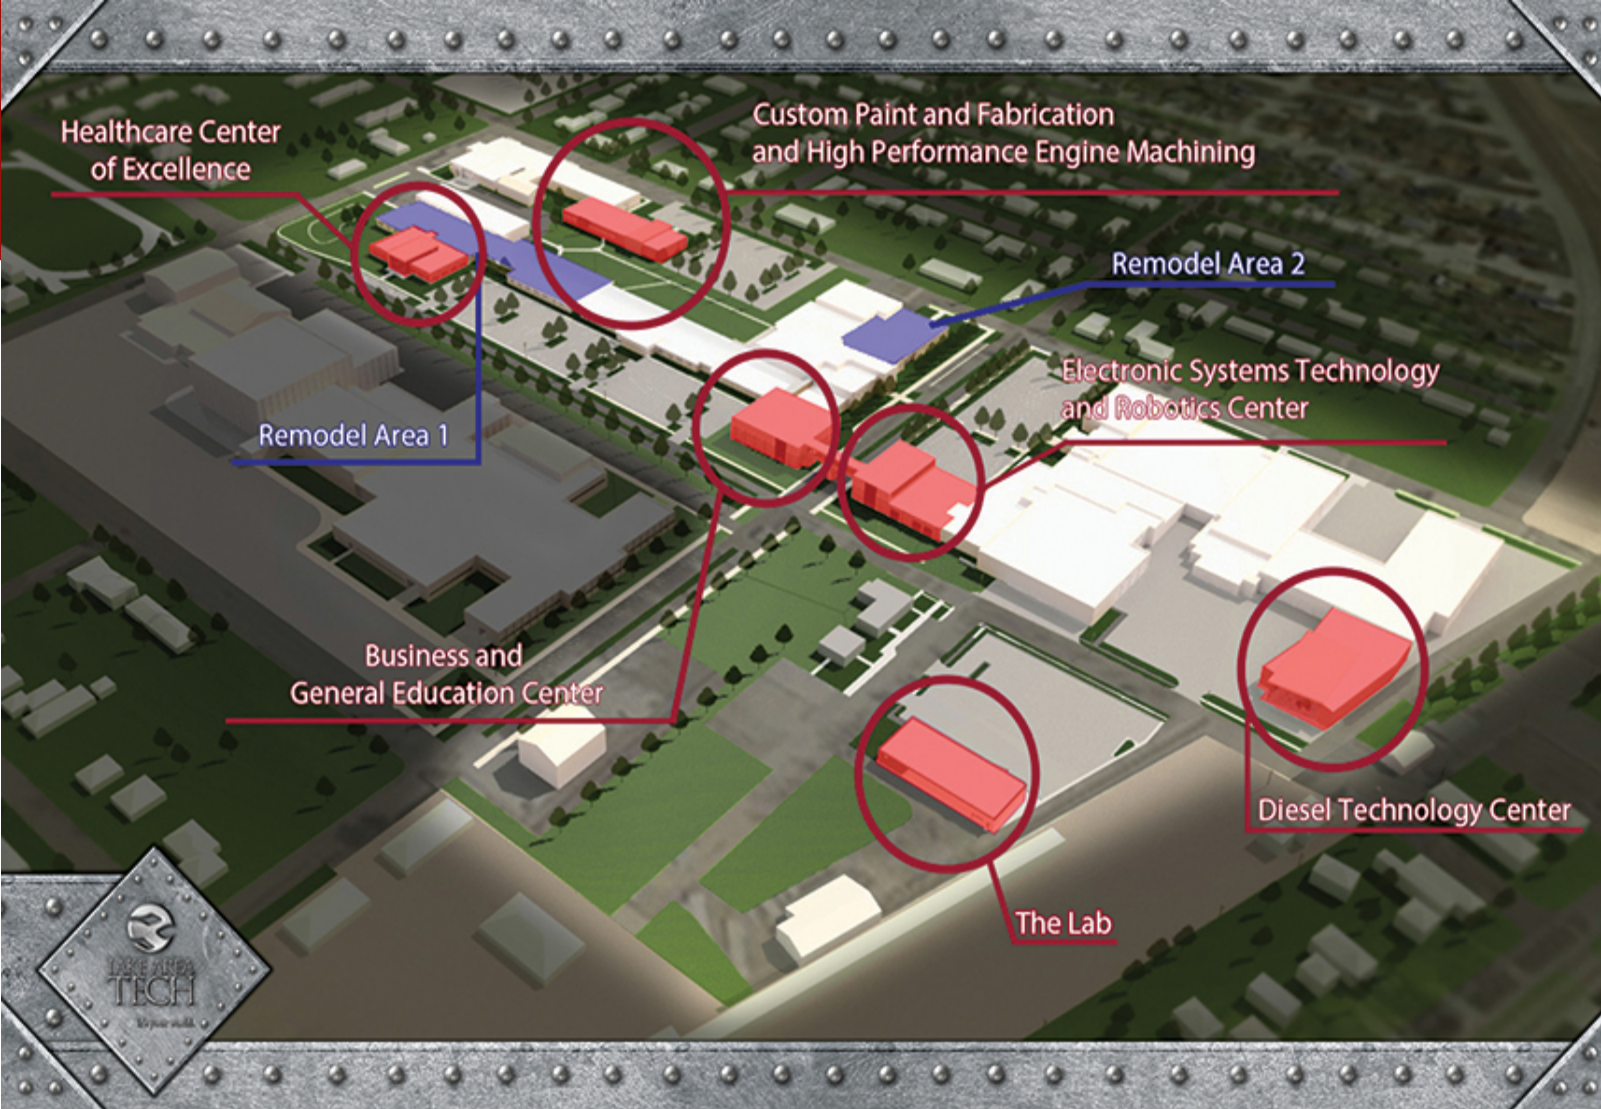 Custom Paint and Fabrication
and High Performance Engine Machining
Healthcare Center
of Excellence
Remodel Area 2
Electronic Systems Technology
and Robotics Center
Remodel Area 1
Business and
General Education Center
Diesel Technology Center
The Lab
LAKE AREA
TECH